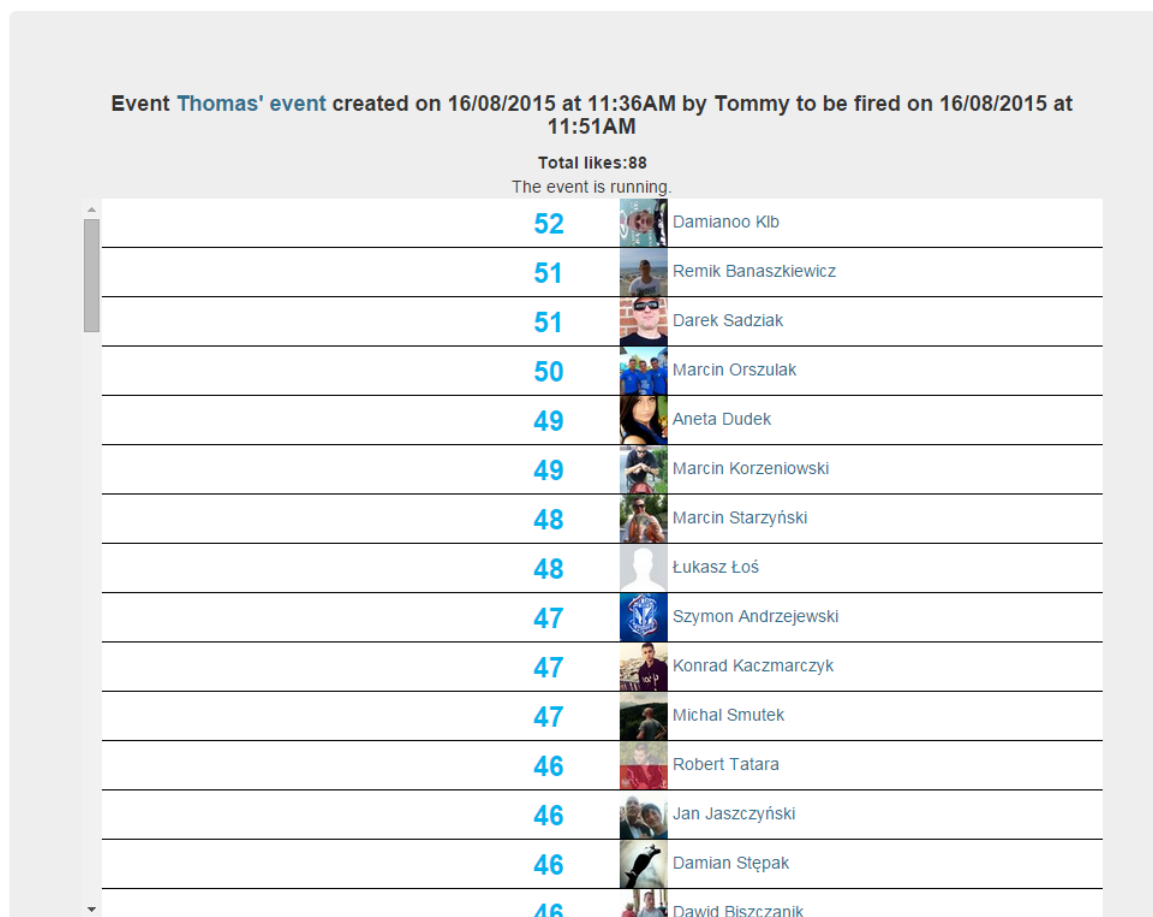 Event Thomas' event created on 16/08/2015 at 11:36AM by Tommy to be fired on 16/08/2015 at
11:51AM
Total likes:88
The event is running.
52 Damianoo Klb
51 Remik Banaszkiewicz
51 Darek Sadziak
50 Marcin Orszulak
49 Aneta Dudek
49 Marcin Korzeniowski
48 Marcin Starzyński
48 Łukasz Łoś
47 Szymon Andrzejewski
47 Konrad Kaczmarczyk
47 Michal Smutek
46 Robert Tatara
46 Jan Jaszczyński
46 Damian Stępak
46 Dawid Biszczanik